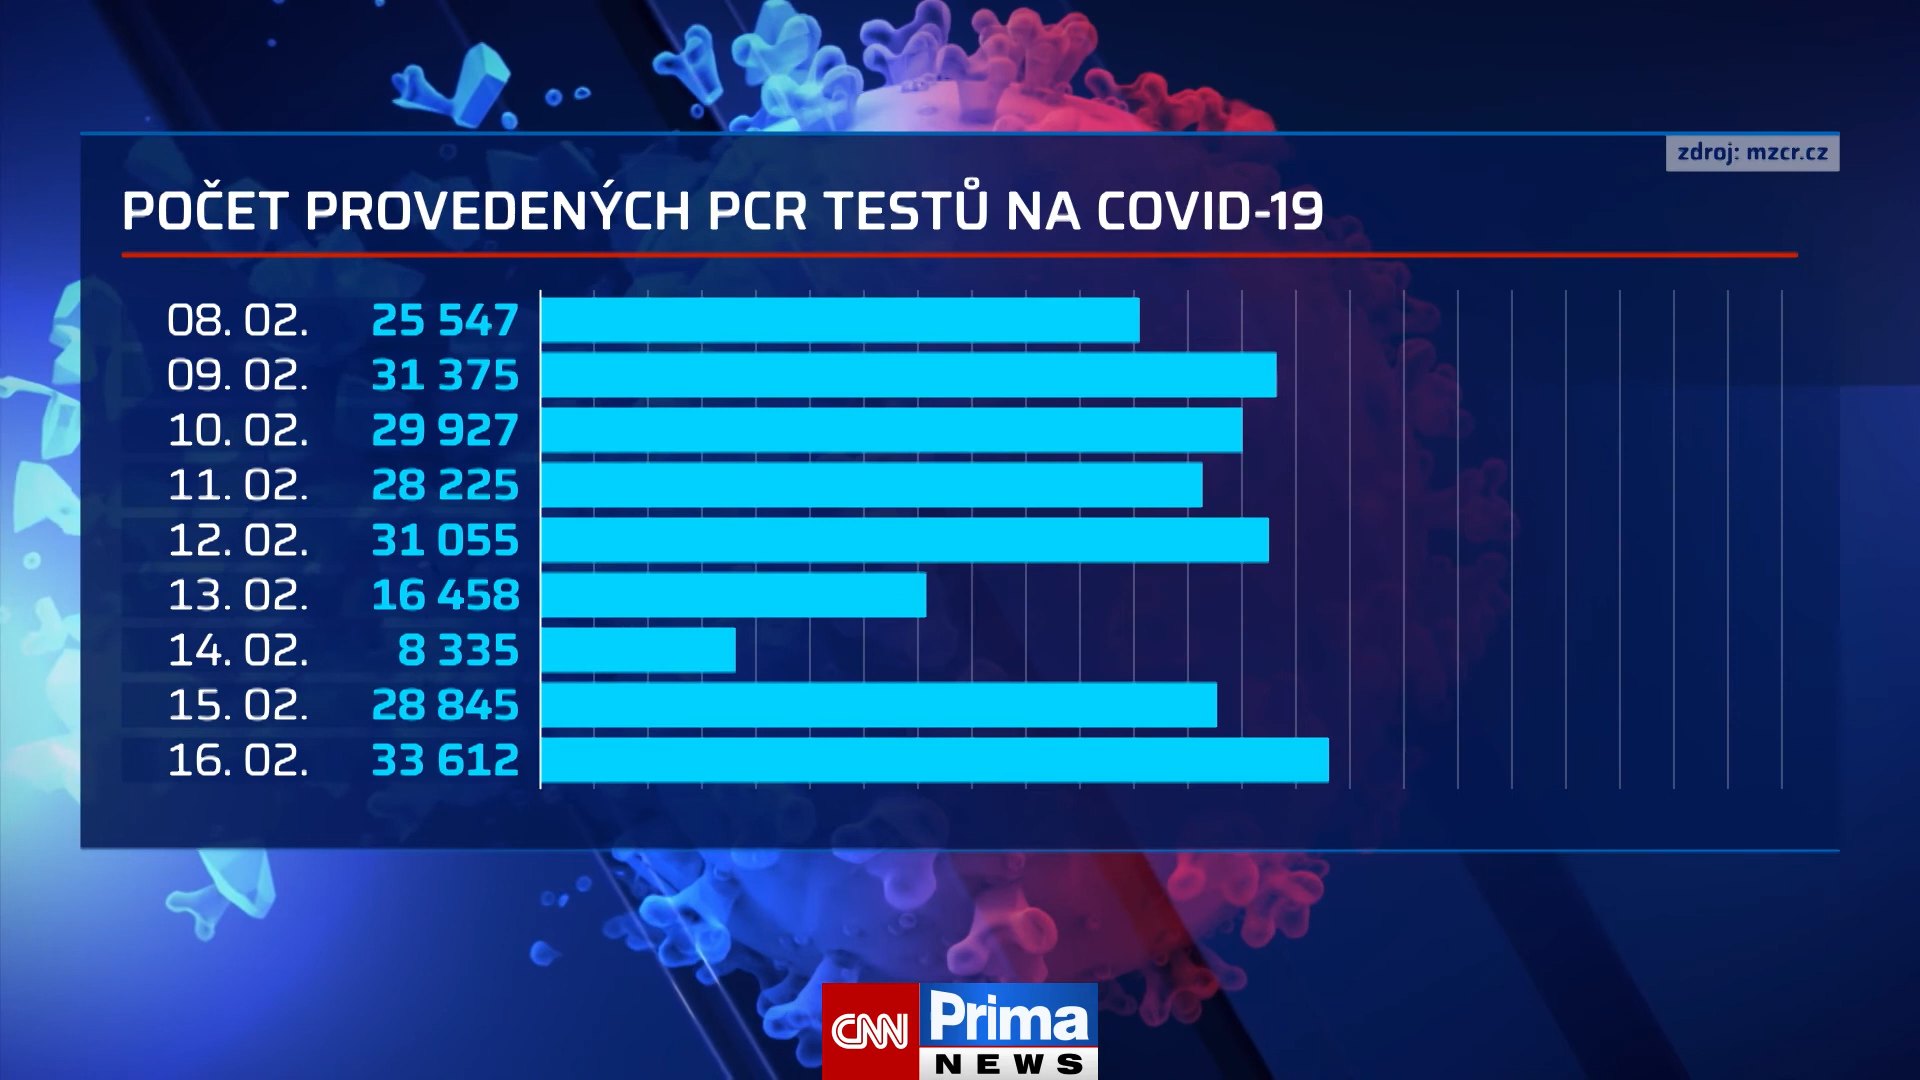 zdroj: mzcr.cz
POČET PROVEDENÝCH PCR TESTŮ NA COVID-19
08. 02. 25 547
09. 02. 31 375
10. 02. 29 927
11. 02. 28 225
12. 02. 31 055
13. 02. 16 458
14. 02. 8 335
15. 02. 28 845
16. 02. 33 612
CNN Prima
NEWS